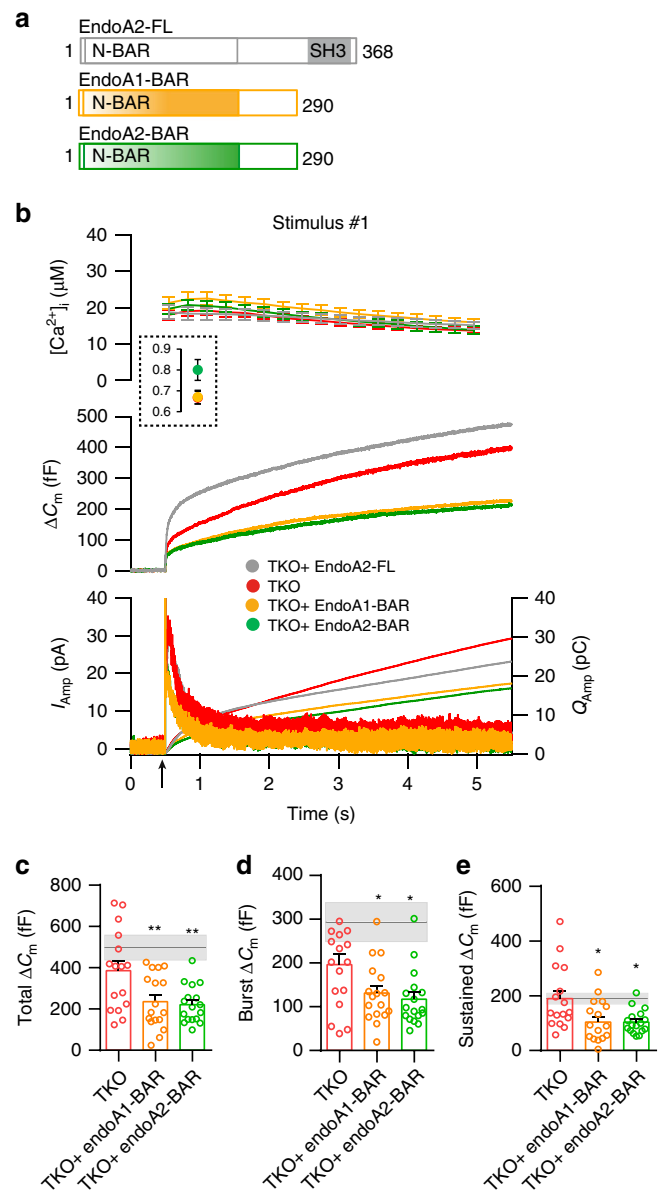 a
EndoA2-FL
1 N-BAR SH3 368
EndoA1-BAR
1 N-BAR 290
EndoA2-BAR
1 N-BAR 290
b
Stimulus #1
[Ca²⁺]ᵢ (μM)
40
30
20
10
0
0.9
0.8
0.7
0.6
ΔCm (fF)
500
400
300
200
100
0
TKO+ EndoA2-FL
TKO
TKO+ EndoA1-BAR
TKO+ EndoA2-BAR
IAmp (pA)
40
30
20
10
0
40
30
20
10
0
QAmp (pC)
0 1 2 3 4 5
Time (s)
c
Total ΔCm (fF)
800
600
400
200
0
** **
TKO
TKO+ endoA1-BAR
TKO+ endoA2-BAR
d
Burst ΔCm (fF)
400
300
200
100
0
* *
TKO
TKO+ endoA1-BAR
TKO+ endoA2-BAR
e
Sustained ΔCm (fF)
600
400
200
0
* *
TKO
TKO+ endoA1-BAR
TKO+ endoA2-BAR